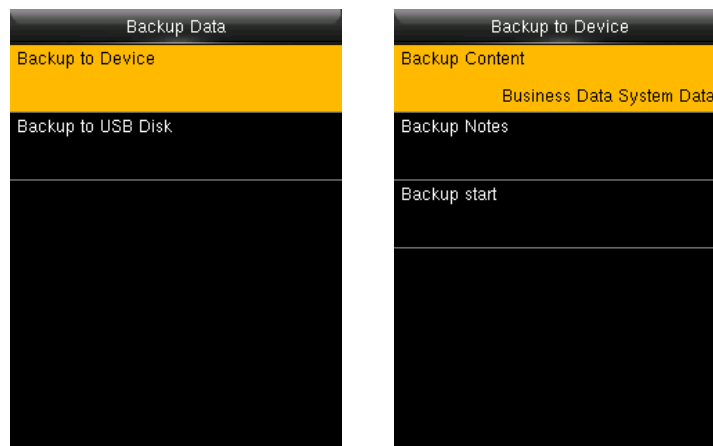 Backup Data
Backup to Device
Backup to USB Disk
Backup to Device
Backup Content
Business Data System Data
Backup Notes
Backup start